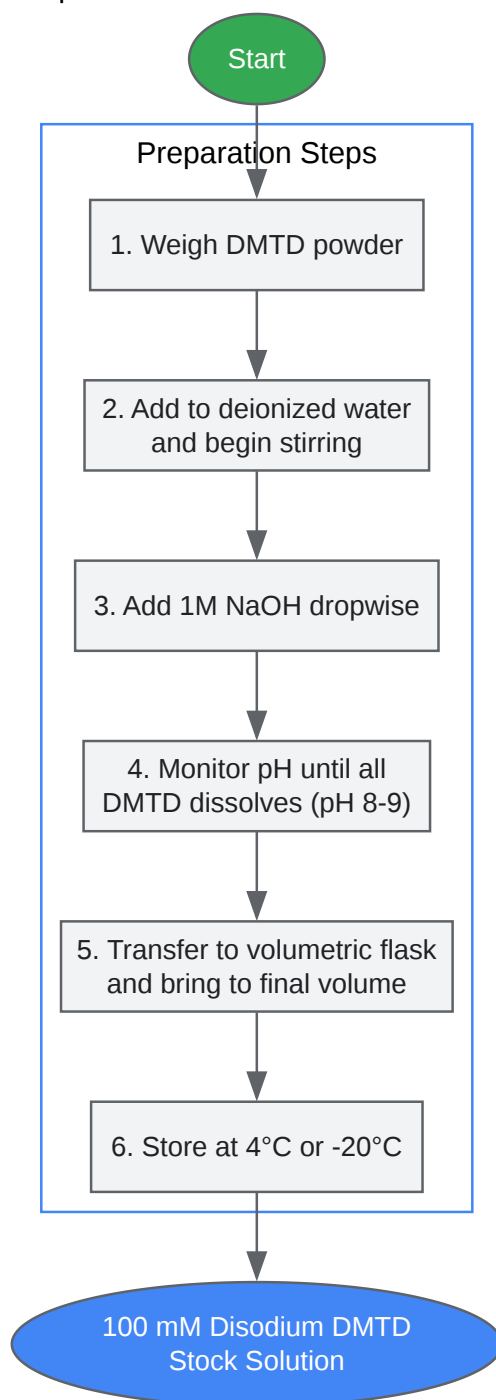 Start
Preparation Steps
1. Weigh DMTD powder
2. Add to deionized water
and begin stirring
3. Add 1M NaOH dropwise
4. Monitor pH until all
DMTD dissolves (pH 8-9)
5. Transfer to volumetric flask
and bring to final volume
6. Store at 4°C or -20°C
100 mM Disodium DMTD
Stock Solution